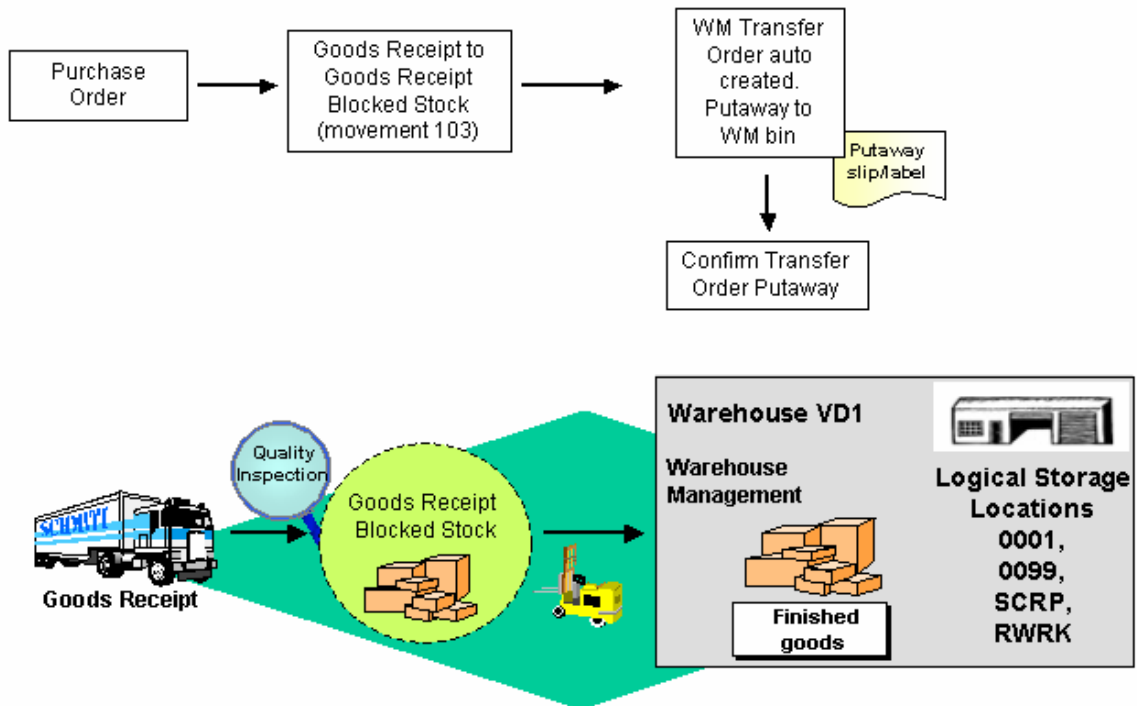 Purchase
Order
Goods Receipt to
Goods Receipt
Blocked Stock
(movement 103)
WM Transfer
Order auto
created.
Putaway to
WM bin
Putaway
slip/label
Confirm Transfer
Order Putaway
SCHMITT
Goods Receipt
Quality
Inspection
Goods Receipt
Blocked Stock
Warehouse VD1
Warehouse
Management
Finished
goods
Logical Storage
Locations
0001,
0099,
SCRP,
RWRK